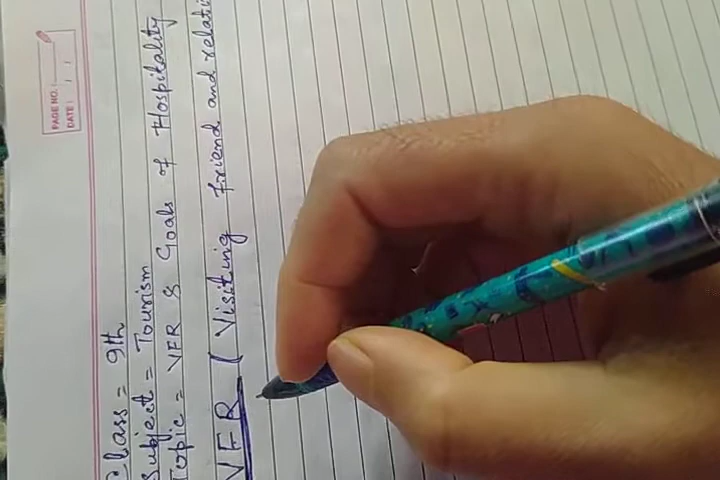 PAGE NO.:
DATE: / /
Class = 9th
Subject = Tourism
Topic = VFR & Goals of Hospitality
VFR ( Visiting friend and